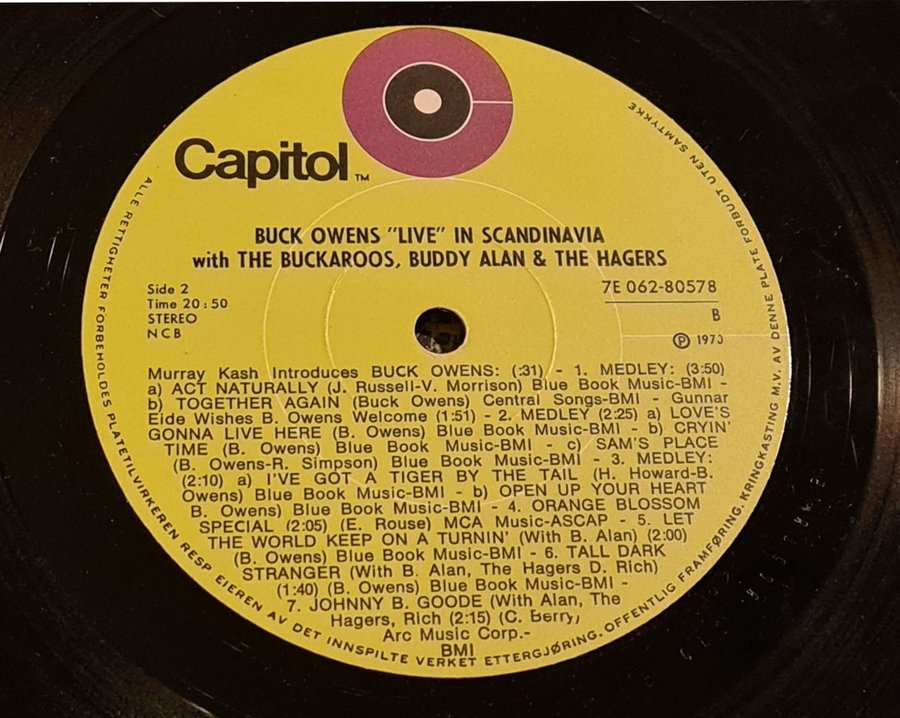 Capitol™
BUCK OWENS "LIVE" IN SCANDINAVIA
with THE BUCKAROOS, BUDDY ALAN & THE HAGERS
Side 2
Time 20:50
STEREO
NCB
7E 062-80578
B
Ⓟ 1970
Murray Kash Introduces BUCK OWENS: (:31) - 1. MEDLEY: (3:50)
a) ACT NATURALLY (J. Russell-V. Morrison) Blue Book Music-BMI -
b) TOGETHER AGAIN (Buck Owens) Central Songs-BMI - Gunnar
Eide Wishes B. Owens Welcome (1:51) - 2. MEDLEY (2:25) a) LOVE'S
GONNA LIVE HERE (B. Owens) Blue Book Music-BMI - b) CRYIN'
TIME (B. Owens) Blue Book Music-BMI - c) SAM'S PLACE
(B. Owens-R. Simpson) Blue Book Music-BMI - 3. MEDLEY:
(2:10) a) I'VE GOT A TIGER BY THE TAIL (H. Howard-B.
Owens) Blue Book Music-BMI - b) OPEN UP YOUR HEART
B. Owens) Blue Book Music-BMI - 4. ORANGE BLOSSOM
SPECIAL (2:05) (E. Rouse) MCA Music-ASCAP - 5. LET
THE WORLD KEEP ON A TURNIN' (With B. Alan) (2:00)
(B. Owens) Blue Book Music-BMI - 6. TALL DARK
STRANGER (With B. Alan, The Hagers D. Rich)
(1:40) (B. Owens) Blue Book Music-BMI -
7. JOHNNY B. GOODE (With Alan, The
Hagers, Rich (2:15) (C. Berry,
Arc Music Corp.-
BMI
ALLE RETTIGHETER FORBEHOLDES PLATETILVIRKEREN RESP EIEREN AV DET INNSPILTE VERKET ETTERGJØRING. OFFENTLIG FRAMFØRING. KRINGKASTING M.V. AV DENNE PLATE FORBUDT UTEN SAMTYKKE